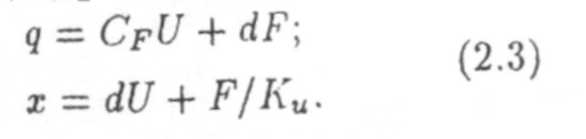 q = C_F U + dF;
(2.3)
x = dU + F/K_u.